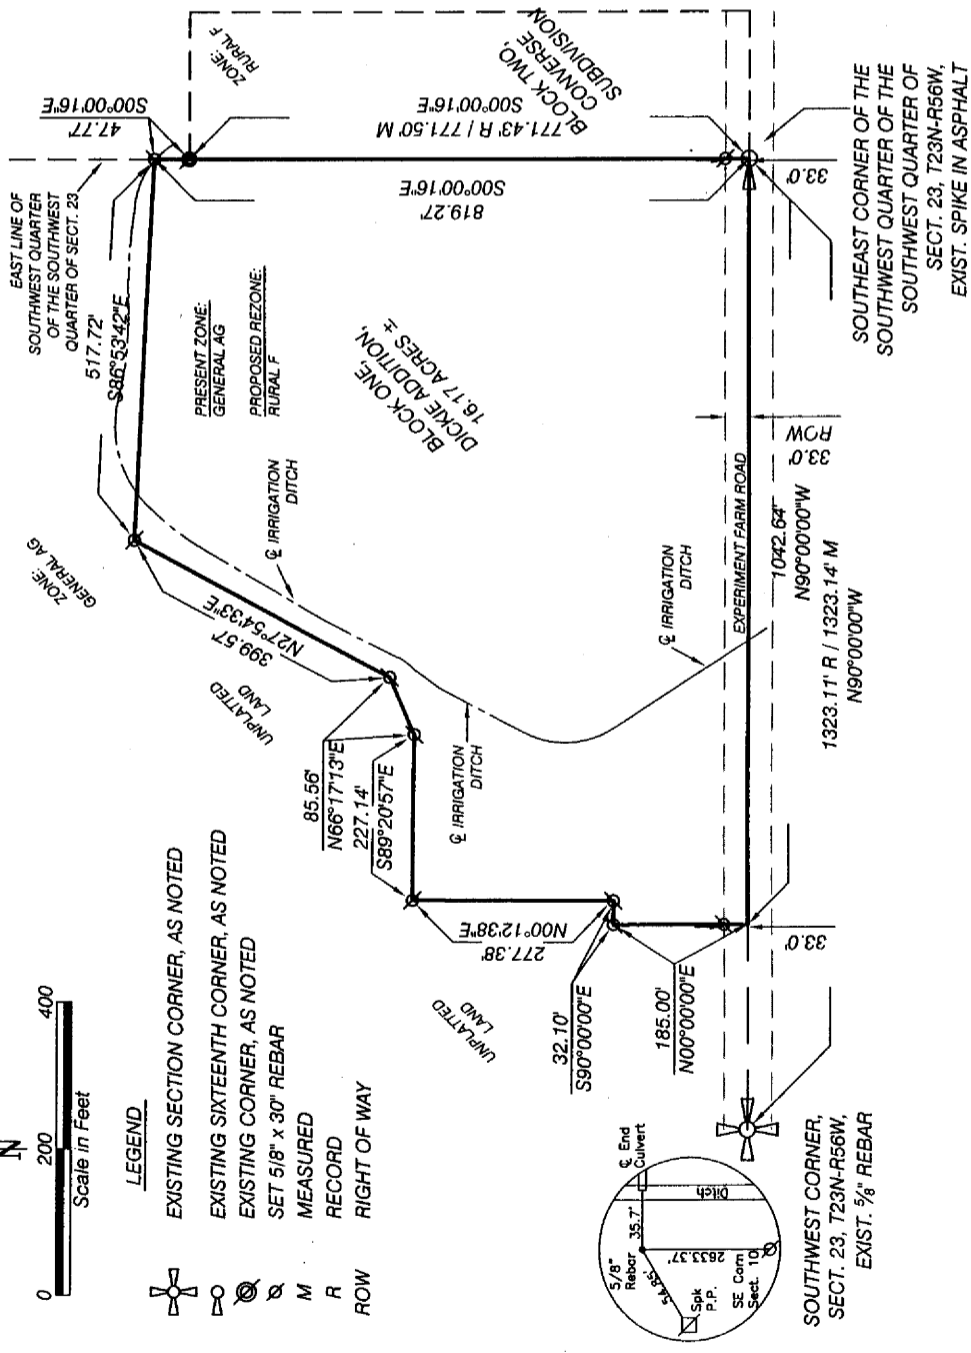 N
0 200 400
Scale in Feet
LEGEND
EXISTING SECTION CORNER, AS NOTED
EXISTING SIXTEENTH CORNER, AS NOTED
EXISTING CORNER, AS NOTED
SET 5/8" x 30" REBAR
M MEASURED
R RECORD
ROW RIGHT OF WAY
EAST LINE OF
SOUTHWEST QUARTER
OF THE SOUTHWEST
QUARTER OF SECT. 23
517.72'
S86°53'42"E
47.77'
S00°00'16"E
ZONE:
RURAL F
771.43' R / 771.50' M
S00°00'16"E
BLOCK TWO,
CONVERSE
SUBDIVISION
819.27'
S00°00'16"E
PRESENT ZONE:
GENERAL AG
PROPOSED REZONE:
RURAL F
BLOCK ONE,
DICKIE ADDITION,
16.17 ACRES ±
ZONE:
GENERAL AG
399.57'
N27°54'33"E
℄ IRRIGATION
DITCH
UNPLATTED
LAND
85.56'
N66°17'13"E
227.14'
S89°20'57"E
℄ IRRIGATION
DITCH
℄ IRRIGATION
DITCH
277.38'
N00°12'38"E
UNPLATTED
LAND
32.10'
S90°00'00"E
185.00'
N00°00'00"E
EXPERIMENT FARM ROAD
33.0'
33.0'
ROW
33.0'
1042.64'
N90°00'00"W
1323.11' R / 1323.14' M
N90°00'00"W
SOUTHEAST CORNER OF THE
SOUTHWEST QUARTER OF THE
SOUTHWEST QUARTER OF
SECT. 23, T23N-R56W,
EXIST. SPIKE IN ASPHALT
5/8"
Rebar
35.7'
℄ End
Culvert
Ditch
54.85'
Spk
P.P.
2633.37'
SE Corn
Sect. 10
SOUTHWEST CORNER,
SECT. 23, T23N-R56W,
EXIST. 5/8" REBAR